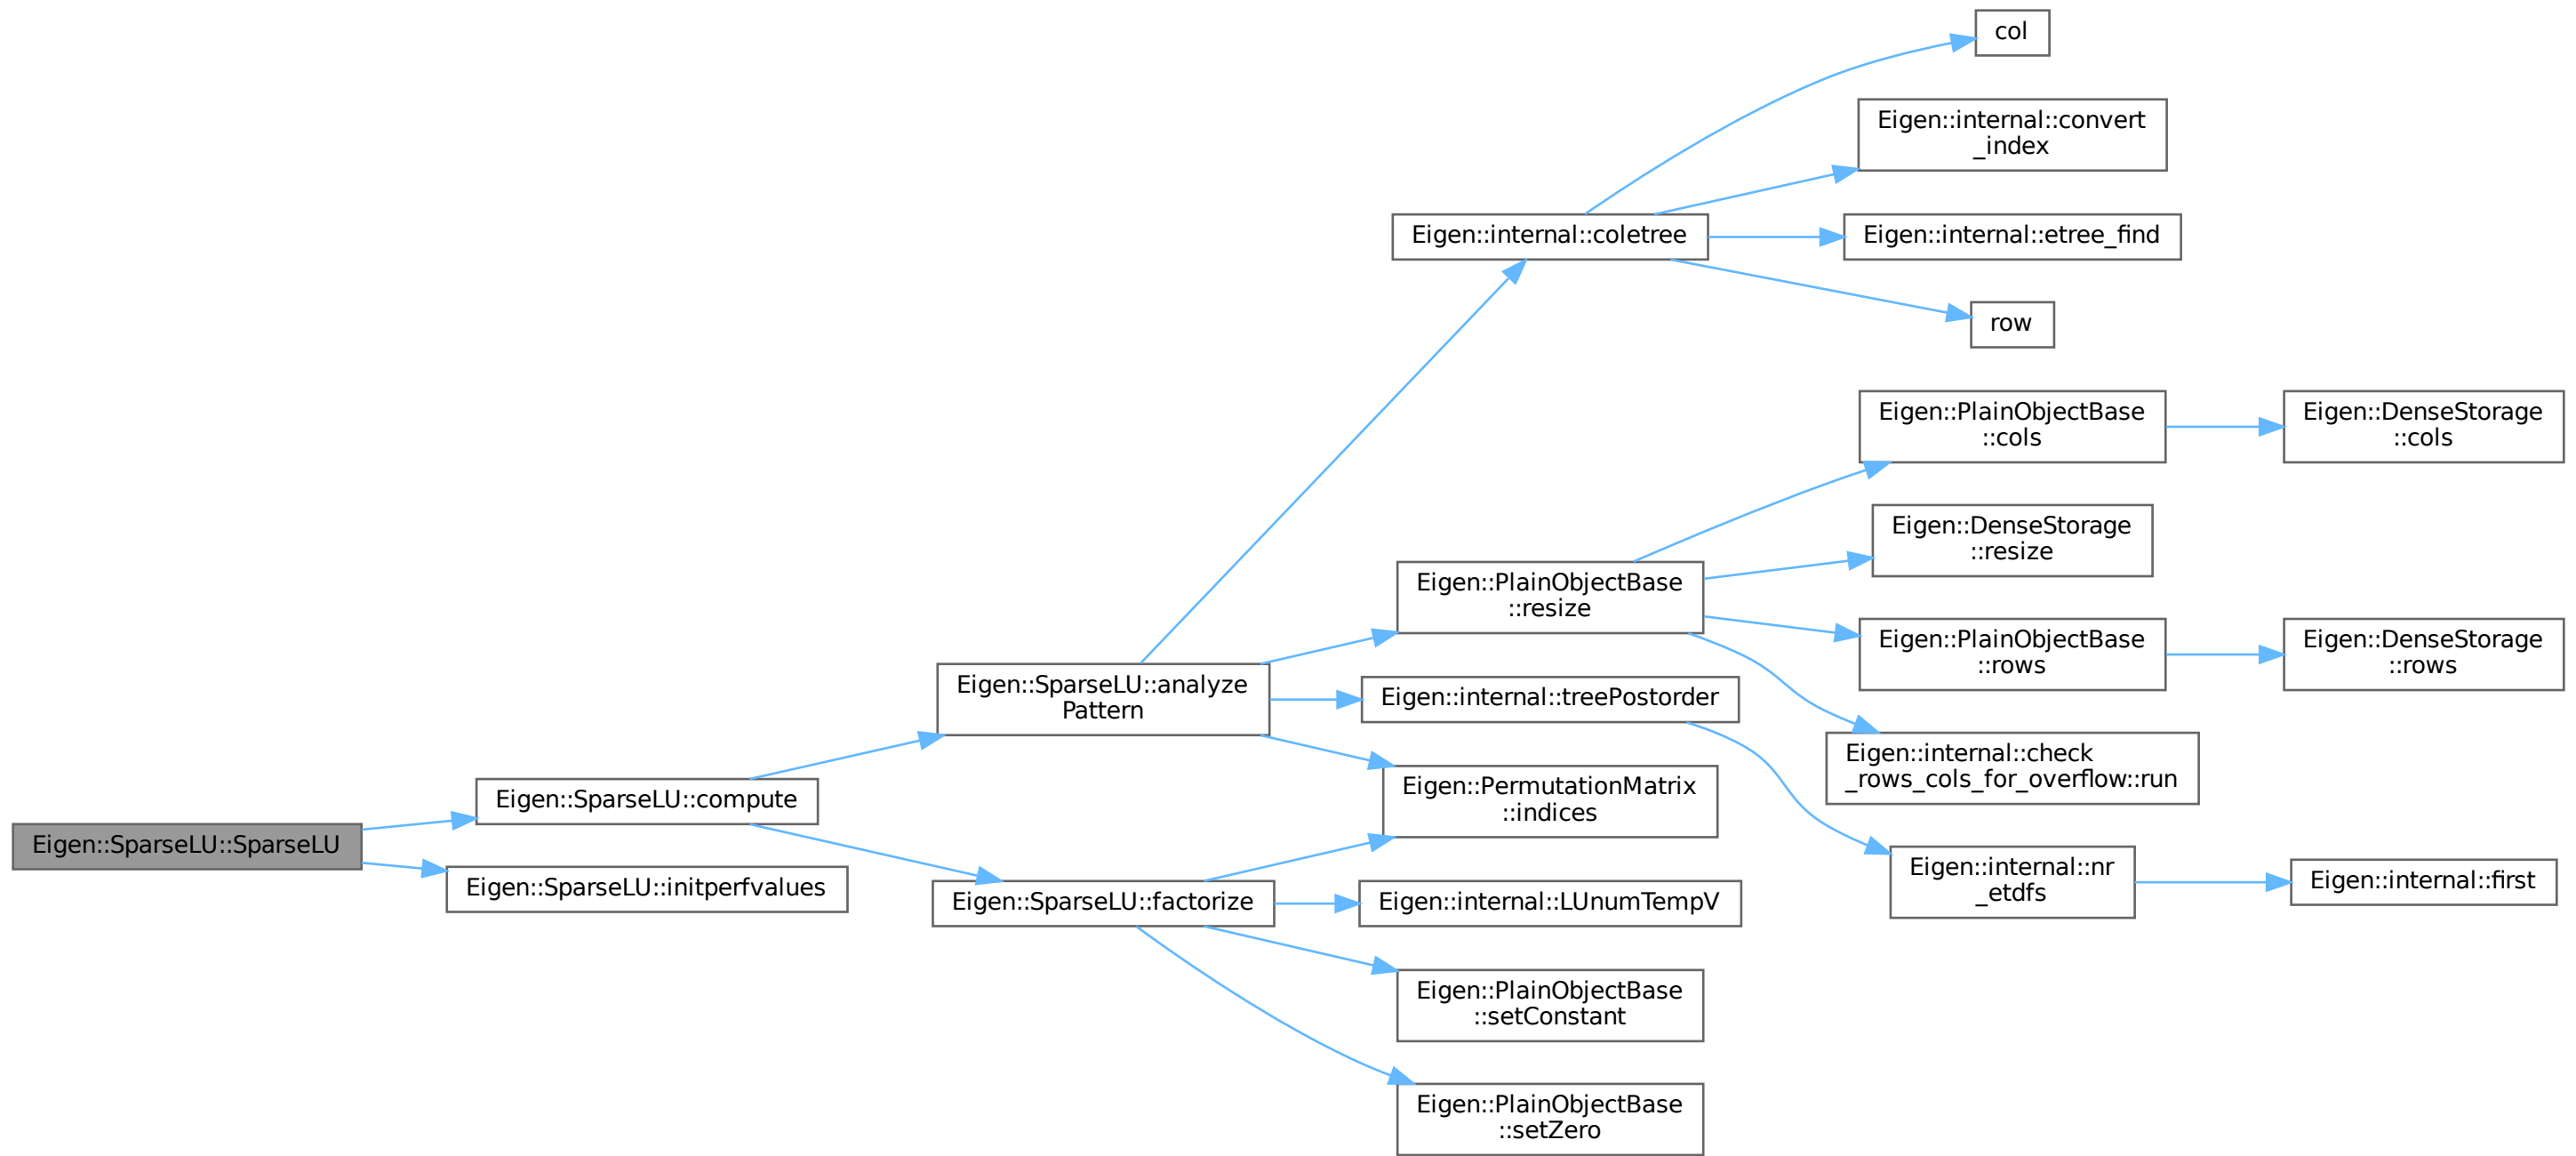 col
Eigen::internal::convert
_index
Eigen::internal::coletree
Eigen::internal::etree_find
row
Eigen::PlainObjectBase
::cols
Eigen::DenseStorage
::cols
Eigen::DenseStorage
::resize
Eigen::PlainObjectBase
::resize
Eigen::PlainObjectBase
::rows
Eigen::DenseStorage
::rows
Eigen::SparseLU::analyze
Pattern
Eigen::internal::treePostorder
Eigen::internal::check
_rows_cols_for_overflow::run
Eigen::SparseLU::compute
Eigen::PermutationMatrix
::indices
Eigen::SparseLU::SparseLU
Eigen::SparseLU::initperfvalues
Eigen::SparseLU::factorize
Eigen::internal::LUnumTempV
Eigen::internal::nr
_etdfs
Eigen::internal::first
Eigen::PlainObjectBase
::setConstant
Eigen::PlainObjectBase
::setZero